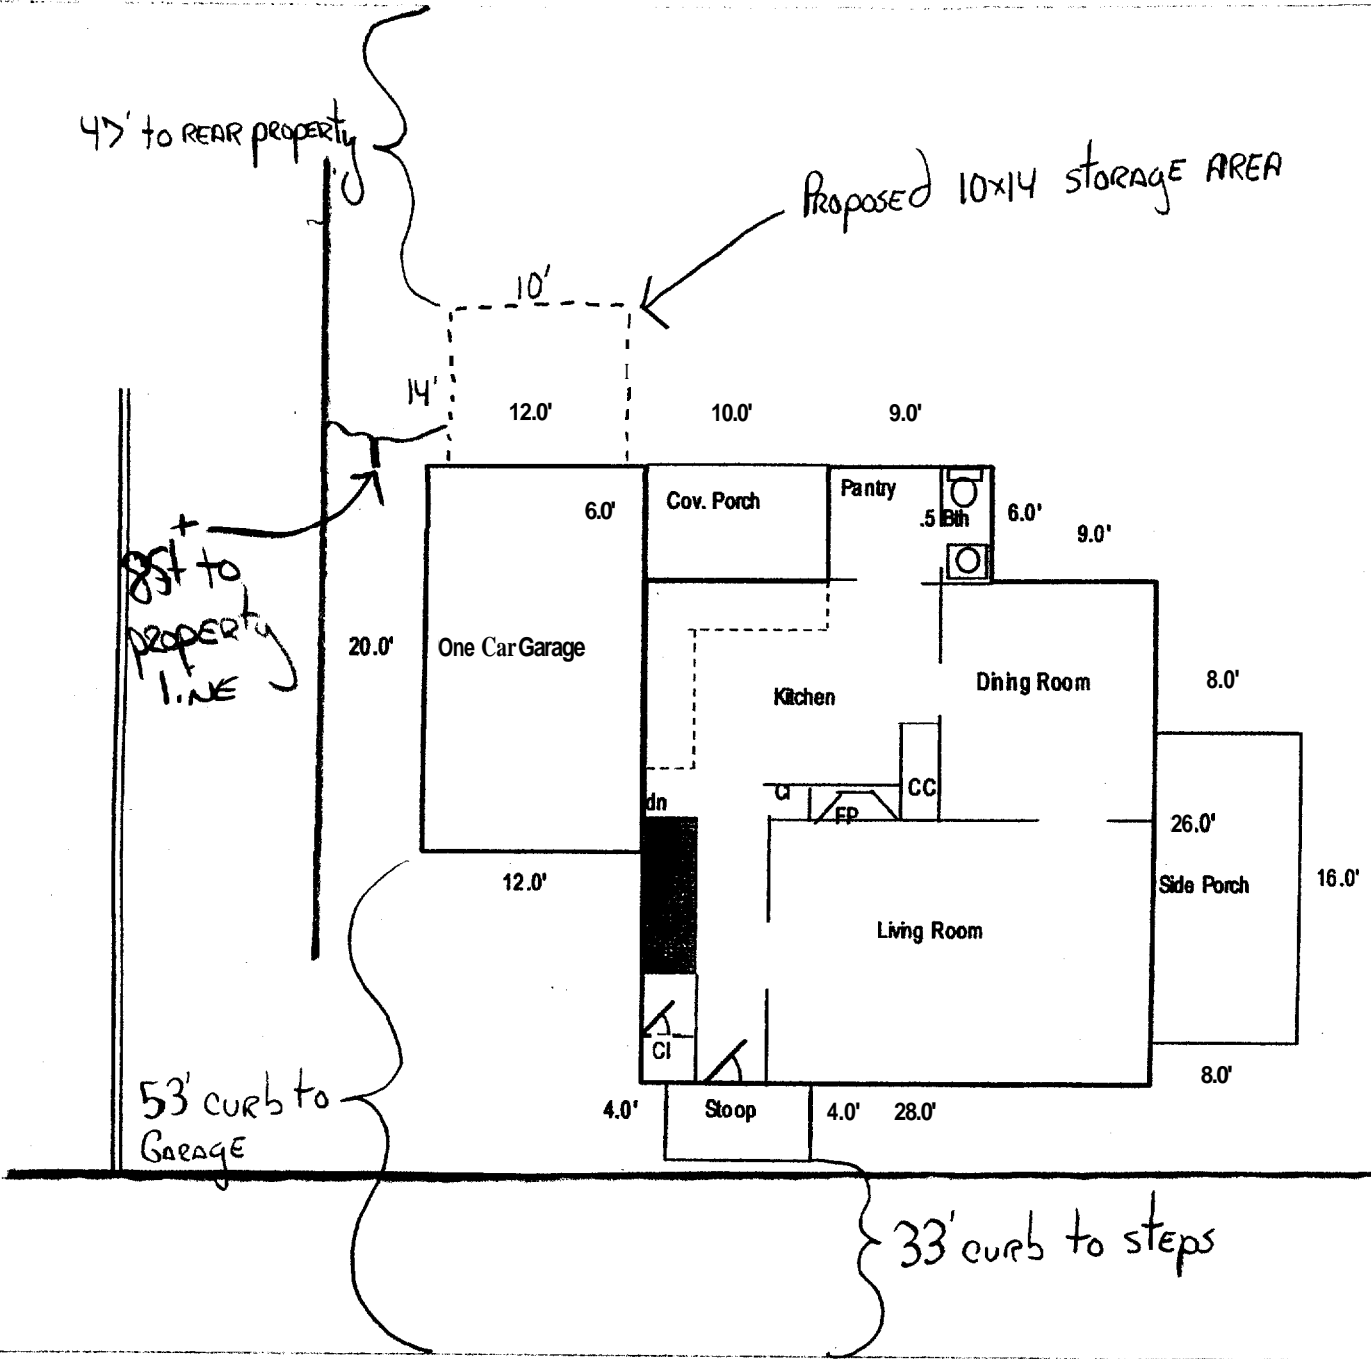 47' to REAR property
Proposed 10x14 STORAGE AREA
10'
14'
12.0'
10.0'
9.0'
6.0'
Cov. Porch
Pantry
.5 Bth
6.0'
9.0'
to
property
LINE
20.0'
One Car Garage
Kitchen
Dining Room
8.0'
dn
Cl
FP
CC
26.0'
Side Porch
16.0'
12.0'
Living Room
Cl
8.0'
53' curb to
GARAGE
4.0'
Stoop
4.0'
28.0'
33' curb to steps